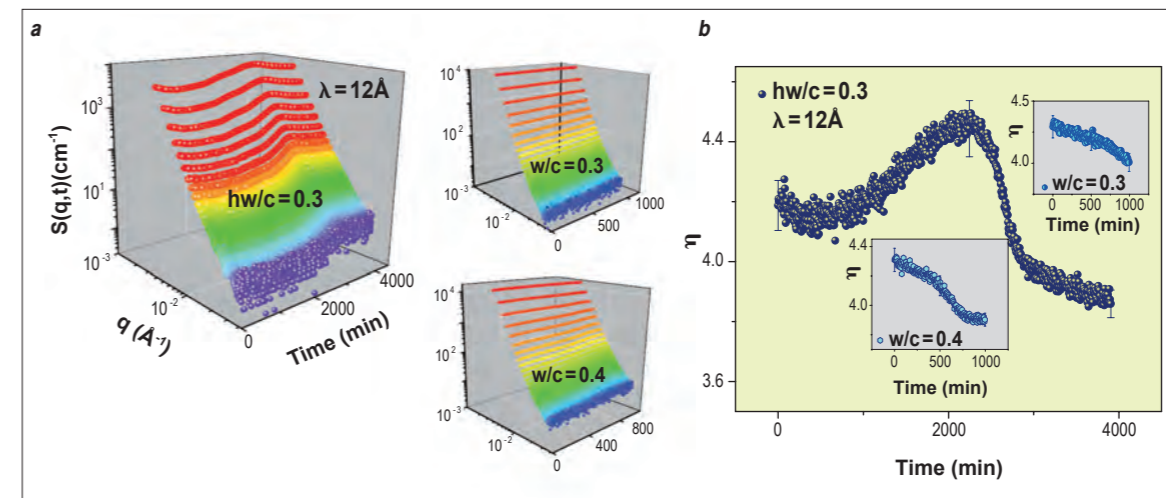 a
λ = 12Å
S(q,t)(cm⁻¹)
10³
10¹
10⁻¹
10⁻³
hw/c = 0.3
10⁻²
q (Å⁻¹)
0
2000
4000
Time (min)
10⁴
10²
10⁻³
w/c = 0.3
10⁻²
0
500
1000
10⁴
10²
10⁻³
w/c = 0.4
10⁻²
0
400
800
b
hw/c = 0.3
λ = 12Å
η
4.4
4.0
3.6
0
2000
4000
Time (min)
η
4.5
4.0
w/c = 0.3
0
500
1000
Time (min)
η
4.4
4.0
w/c = 0.4
0
500
1000
Time (min)